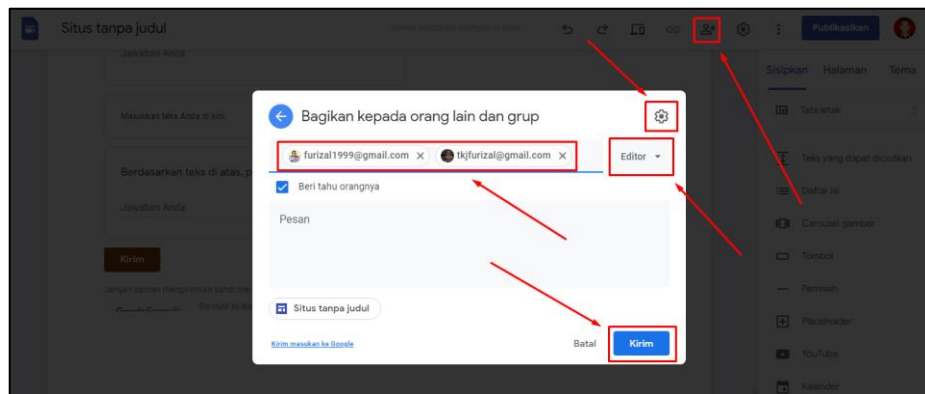 Situs tanpa judul
Publikasikan
Jawaban Anda
Sisipkan Halaman Tema
Masukkan teks Anda di sini
Tata letak
Bagikan kepada orang lain dan grup
furizal1999@gmail.com
tkjfurizal@gmail.com
Editor
Teks yang dapat diciutkan
Berdasarkan teks di atas, p
Beri tahu orangnya
Daftar isi
Jawaban Anda
Pesan
Carousel gambar
Kirim
Tombol
Pemisah
Situs tanpa judul
Placeholder
Kirim masukan ke Google
Batal
Kirim
YouTube
Kalender